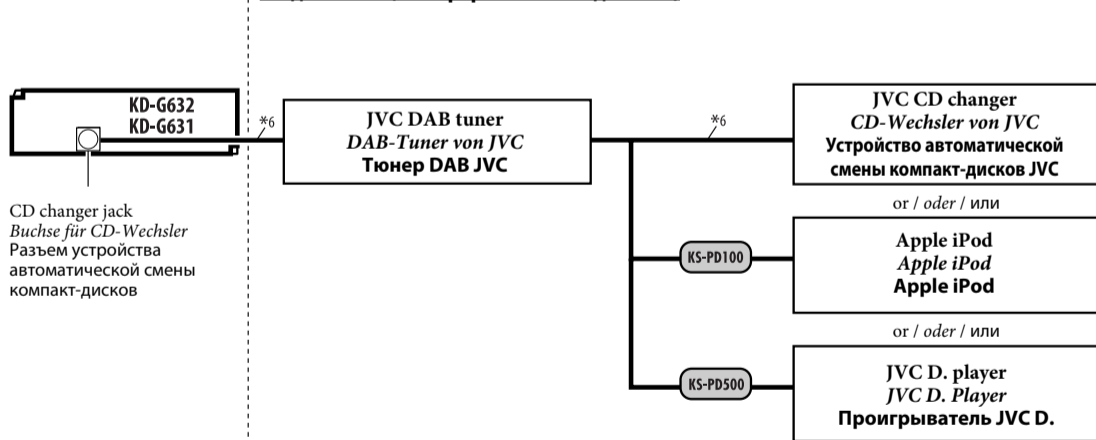 KD-G632
KD-G631
*6
JVC DAB tuner
DAB-Tuner von JVC
Тюнер DAB JVC
*6
JVC CD changer
CD-Wechsler von JVC
Устройство автоматической
смены компакт-дисков JVC
or / oder / или
CD changer jack
Buchse für CD-Wechsler
Разъем устройства
автоматической смены
компакт-дисков
KS-PD100
Apple iPod
Apple iPod
Apple iPod
or / oder / или
KS-PD500
JVC D. player
JVC D. Player
Проигрыватель JVC D.